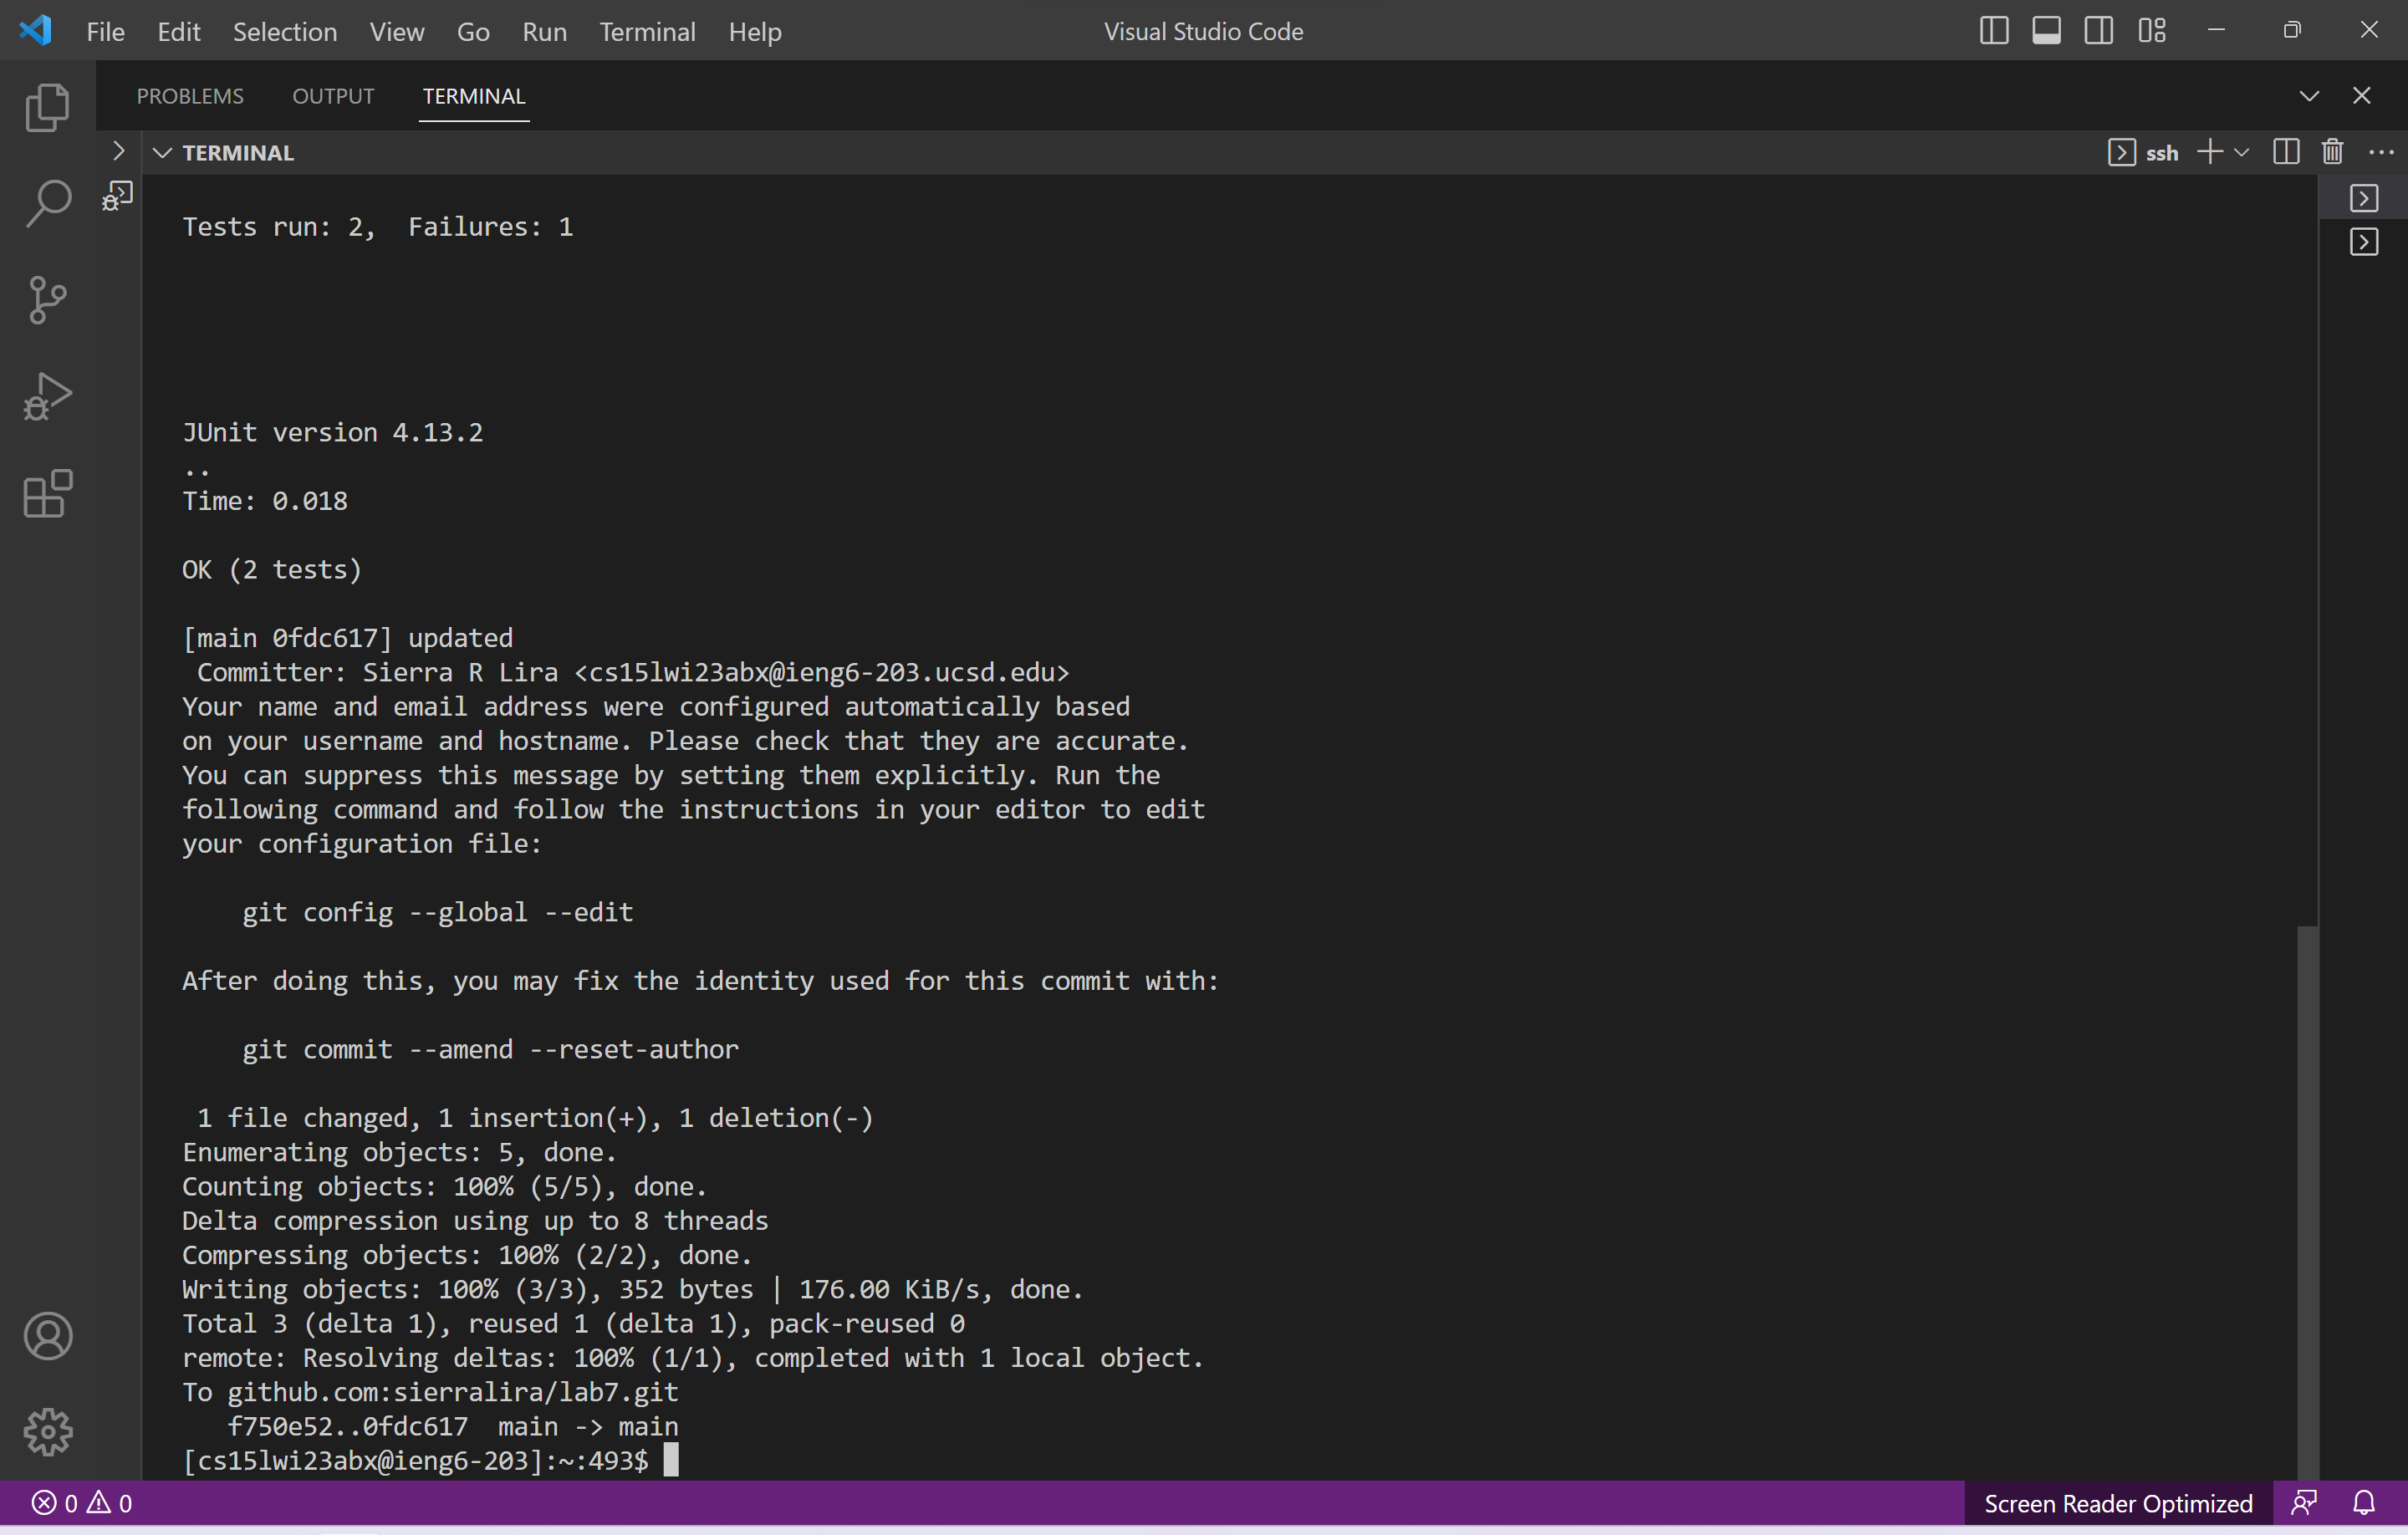 File Edit Selection View Go Run Terminal Help Visual Studio Code
PROBLEMS OUTPUT TERMINAL
TERMINAL ssh
Tests run: 2,  Failures: 1
JUnit version 4.13.2
..
Time: 0.018
OK (2 tests)
[main 0fdc617] updated
 Committer: Sierra R Lira <cs15lwi23abx@ieng6-203.ucsd.edu>
Your name and email address were configured automatically based
on your username and hostname. Please check that they are accurate.
You can suppress this message by setting them explicitly. Run the
following command and follow the instructions in your editor to edit
your configuration file:
    git config --global --edit
After doing this, you may fix the identity used for this commit with:
    git commit --amend --reset-author
 1 file changed, 1 insertion(+), 1 deletion(-)
Enumerating objects: 5, done.
Counting objects: 100% (5/5), done.
Delta compression using up to 8 threads
Compressing objects: 100% (2/2), done.
Writing objects: 100% (3/3), 352 bytes | 176.00 KiB/s, done.
Total 3 (delta 1), reused 1 (delta 1), pack-reused 0
remote: Resolving deltas: 100% (1/1), completed with 1 local object.
To github.com:sierralira/lab7.git
   f750e52..0fdc617  main -> main
[cs15lwi23abx@ieng6-203]:~:493$
0 0 Screen Reader Optimized